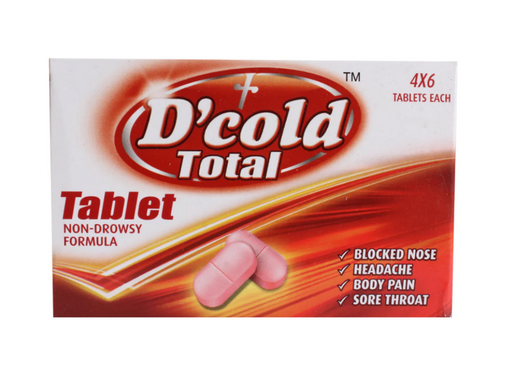 TM
4X6
TABLETS EACH
D'cold
Total
Tablet
NON-DROWSY
FORMULA
✓ BLOCKED NOSE
✓ HEADACHE
✓ BODY PAIN
✓ SORE THROAT